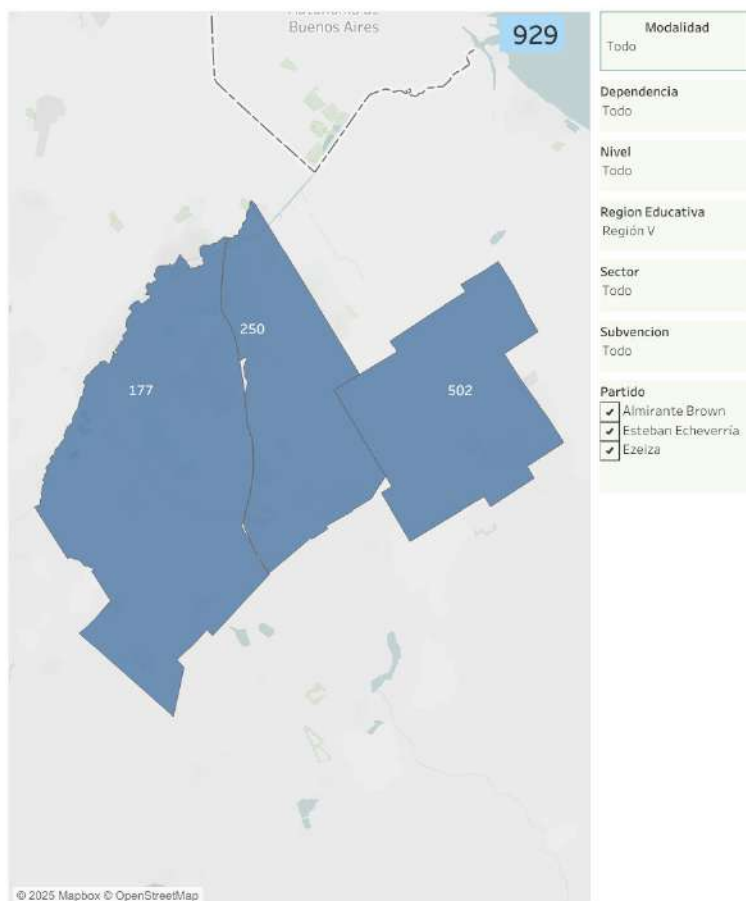 Buenos Aires
929
250
177
502
© 2025 Mapbox © OpenStreetMap
Modalidad
Todo
Dependencia
Todo
Nivel
Todo
Region Educativa
Región V
Sector
Todo
Subvencion
Todo
Partido
Almirante Brown
Esteban Echeverría
Ezeiza